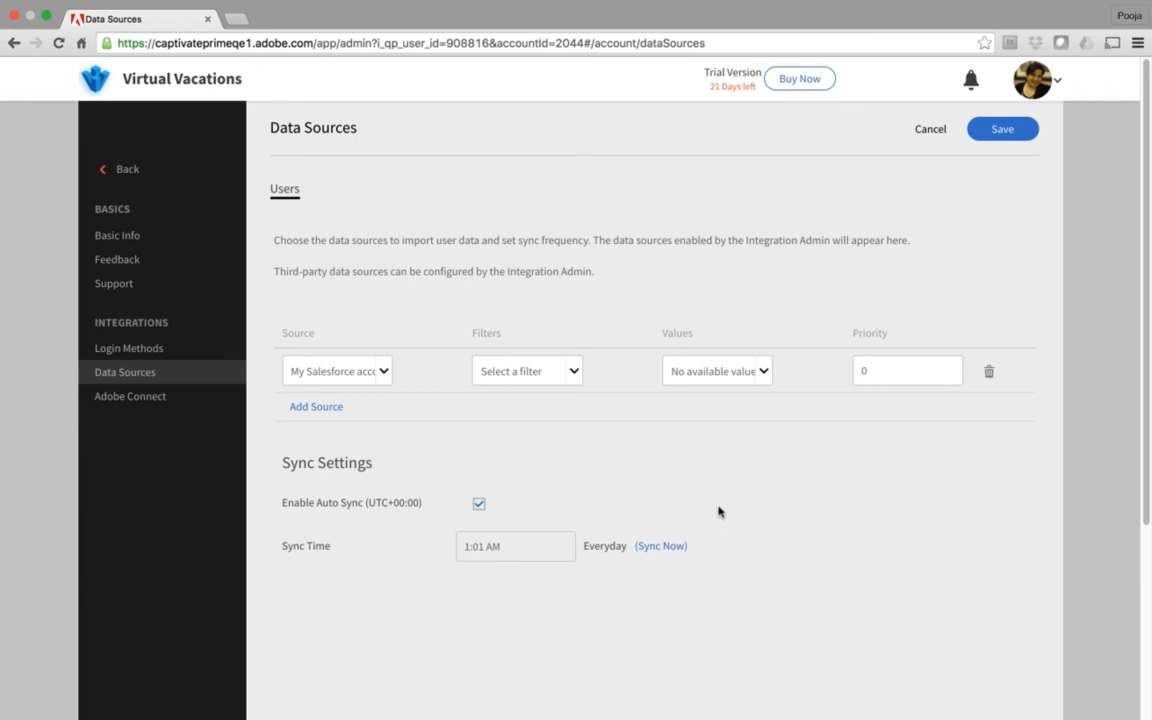 Data Sources
Pooja
https://captivateprimeqe1.adobe.com/app/admin?i_qp_user_id=908816&accountId=2044#/account/dataSources
Virtual Vacations
Trial Version
21 Days left
Buy Now
Data Sources
Cancel
Save
Back
Users
BASICS
Basic Info
Feedback
Support
INTEGRATIONS
Login Methods
Data Sources
Adobe Connect
Choose the data sources to import user data and set sync frequency. The data sources enabled by the Integration Admin will appear here.
Third-party data sources can be configured by the Integration Admin.
Source Filters Values Priority
My Salesforce acco Select a filter No available value 0
Add Source
Sync Settings
Enable Auto Sync (UTC+00:00)
Sync Time 1:01 AM Everyday (Sync Now)